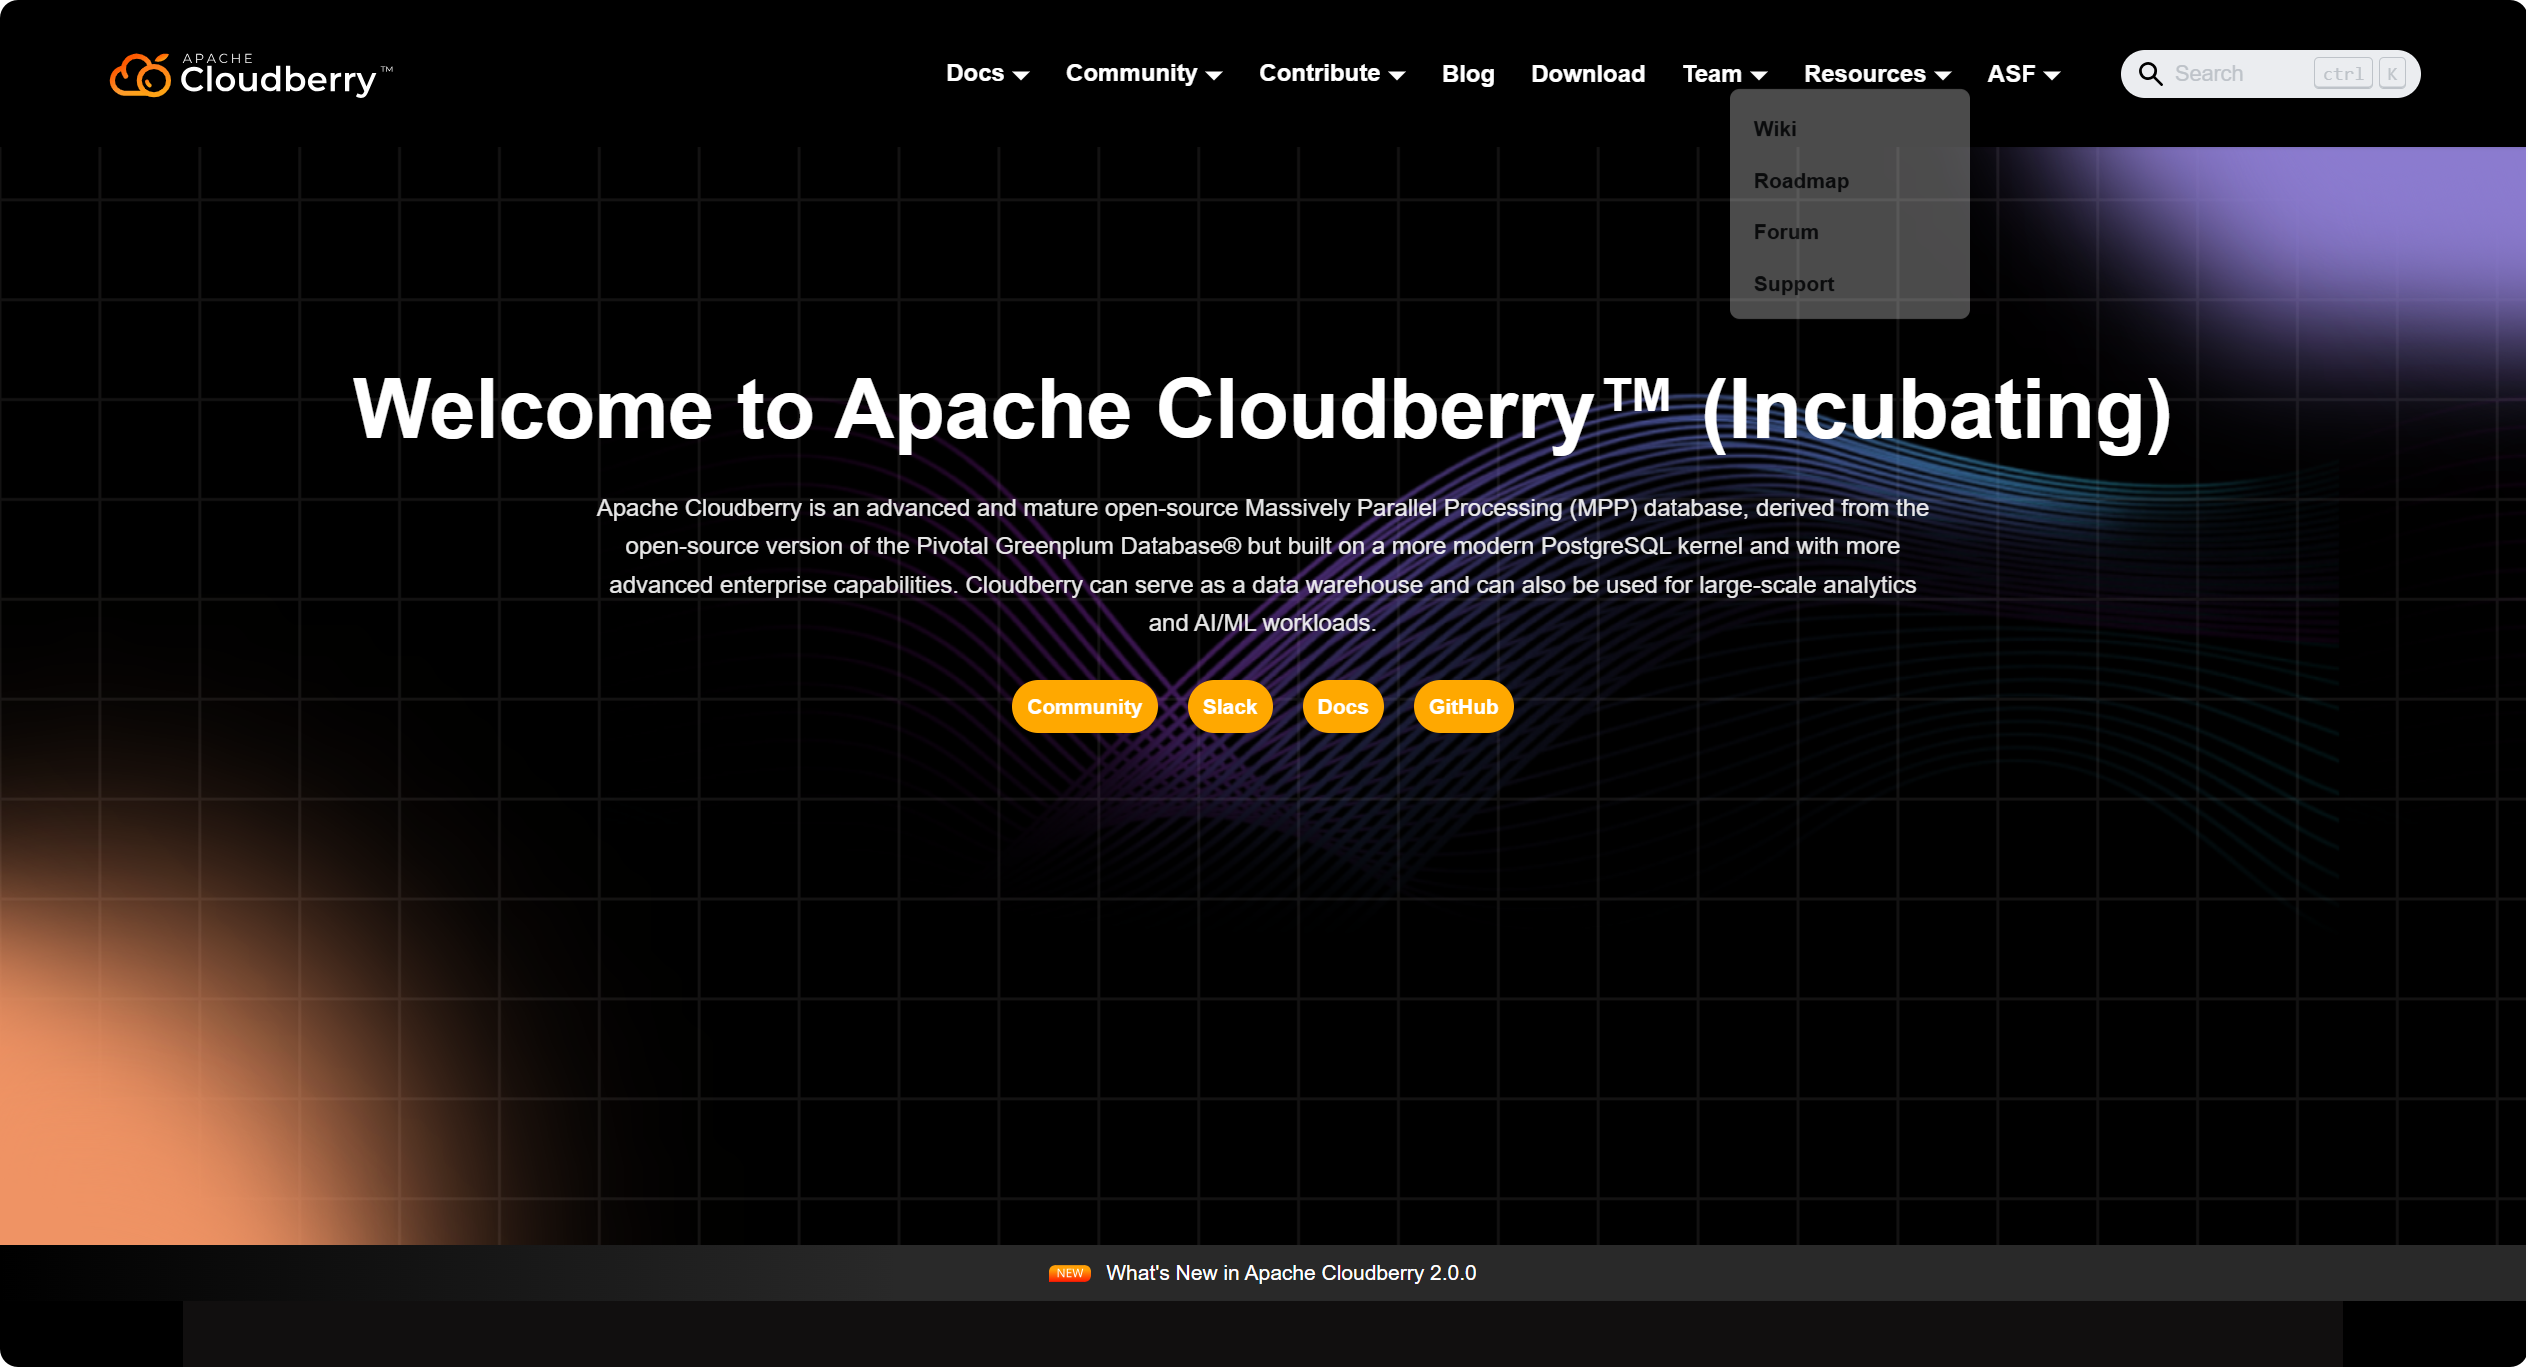 APACHE
Cloudberry™
Docs Community Contribute Blog Download Team Resources ASF Search ctrl K
Wiki
Roadmap
Forum
Support
Welcome to Apache Cloudberry™ (Incubating)
Apache Cloudberry is an advanced and mature open-source Massively Parallel Processing (MPP) database, derived from the
open-source version of the Pivotal Greenplum Database® but built on a more modern PostgreSQL kernel and with more
advanced enterprise capabilities. Cloudberry can serve as a data warehouse and can also be used for large-scale analytics
and AI/ML workloads.
Community Slack Docs GitHub
NEW What's New in Apache Cloudberry 2.0.0